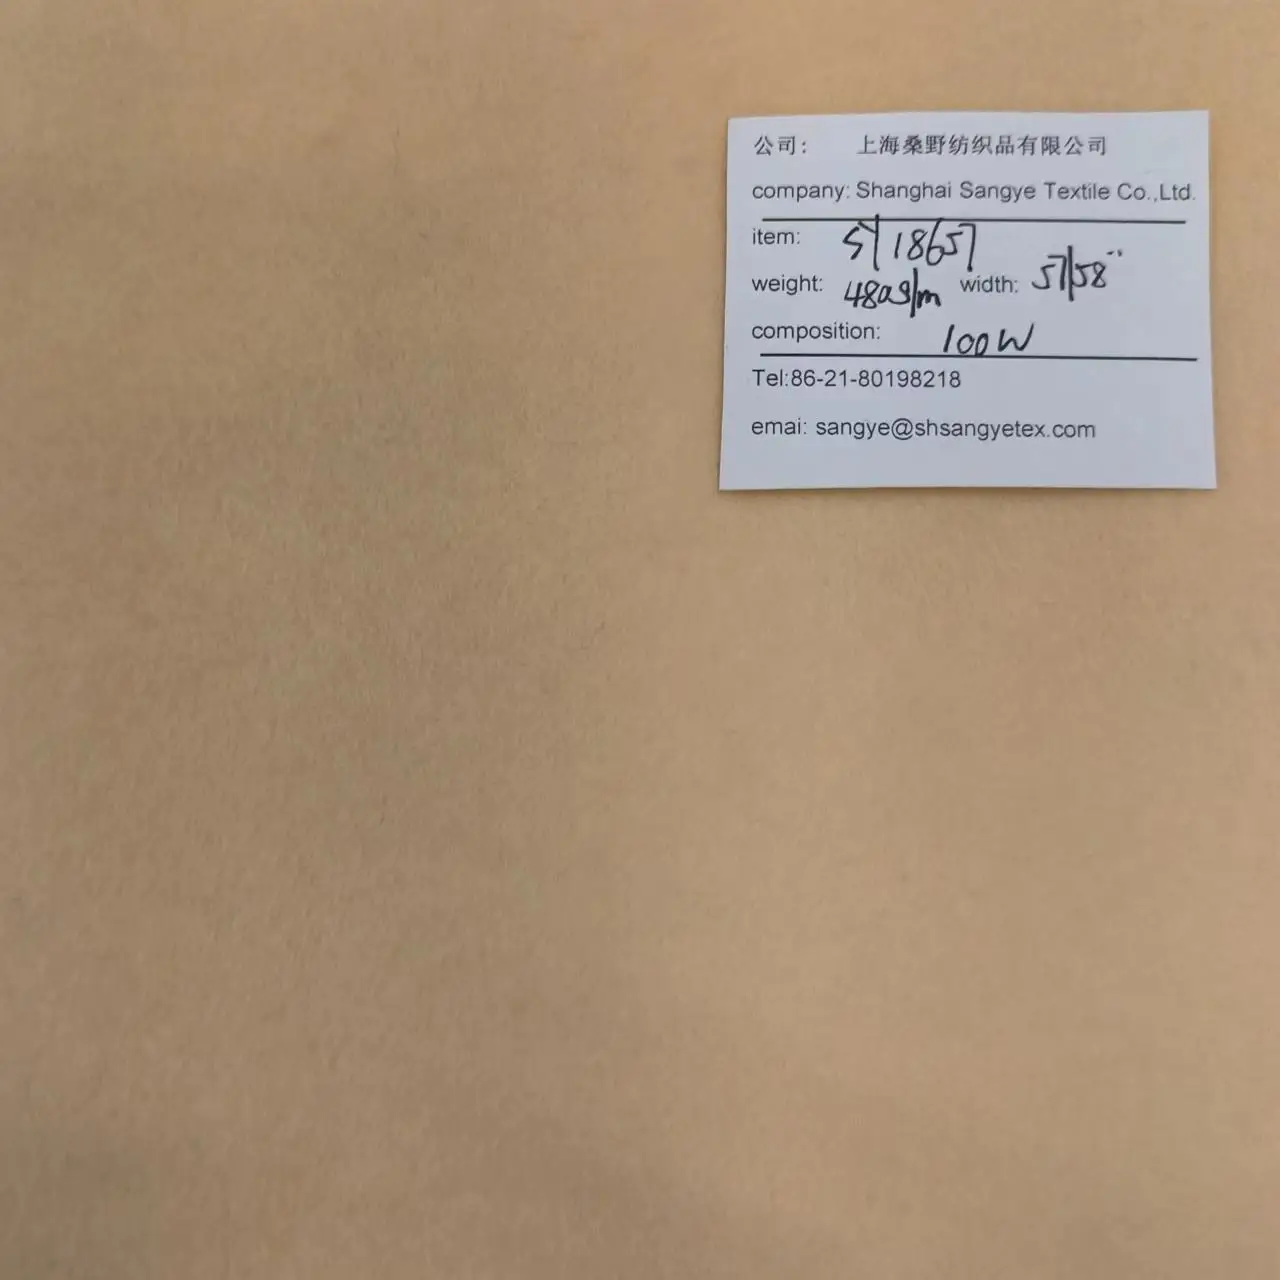 公司: 上海桑野纺织品有限公司
company: Shanghai Sangye Textile Co.,Ltd.
item: SY18657
weight: 480g/m width: 57/58"
composition: 100W
Tel:86-21-80198218
emai: sangye@shsangyetex.com